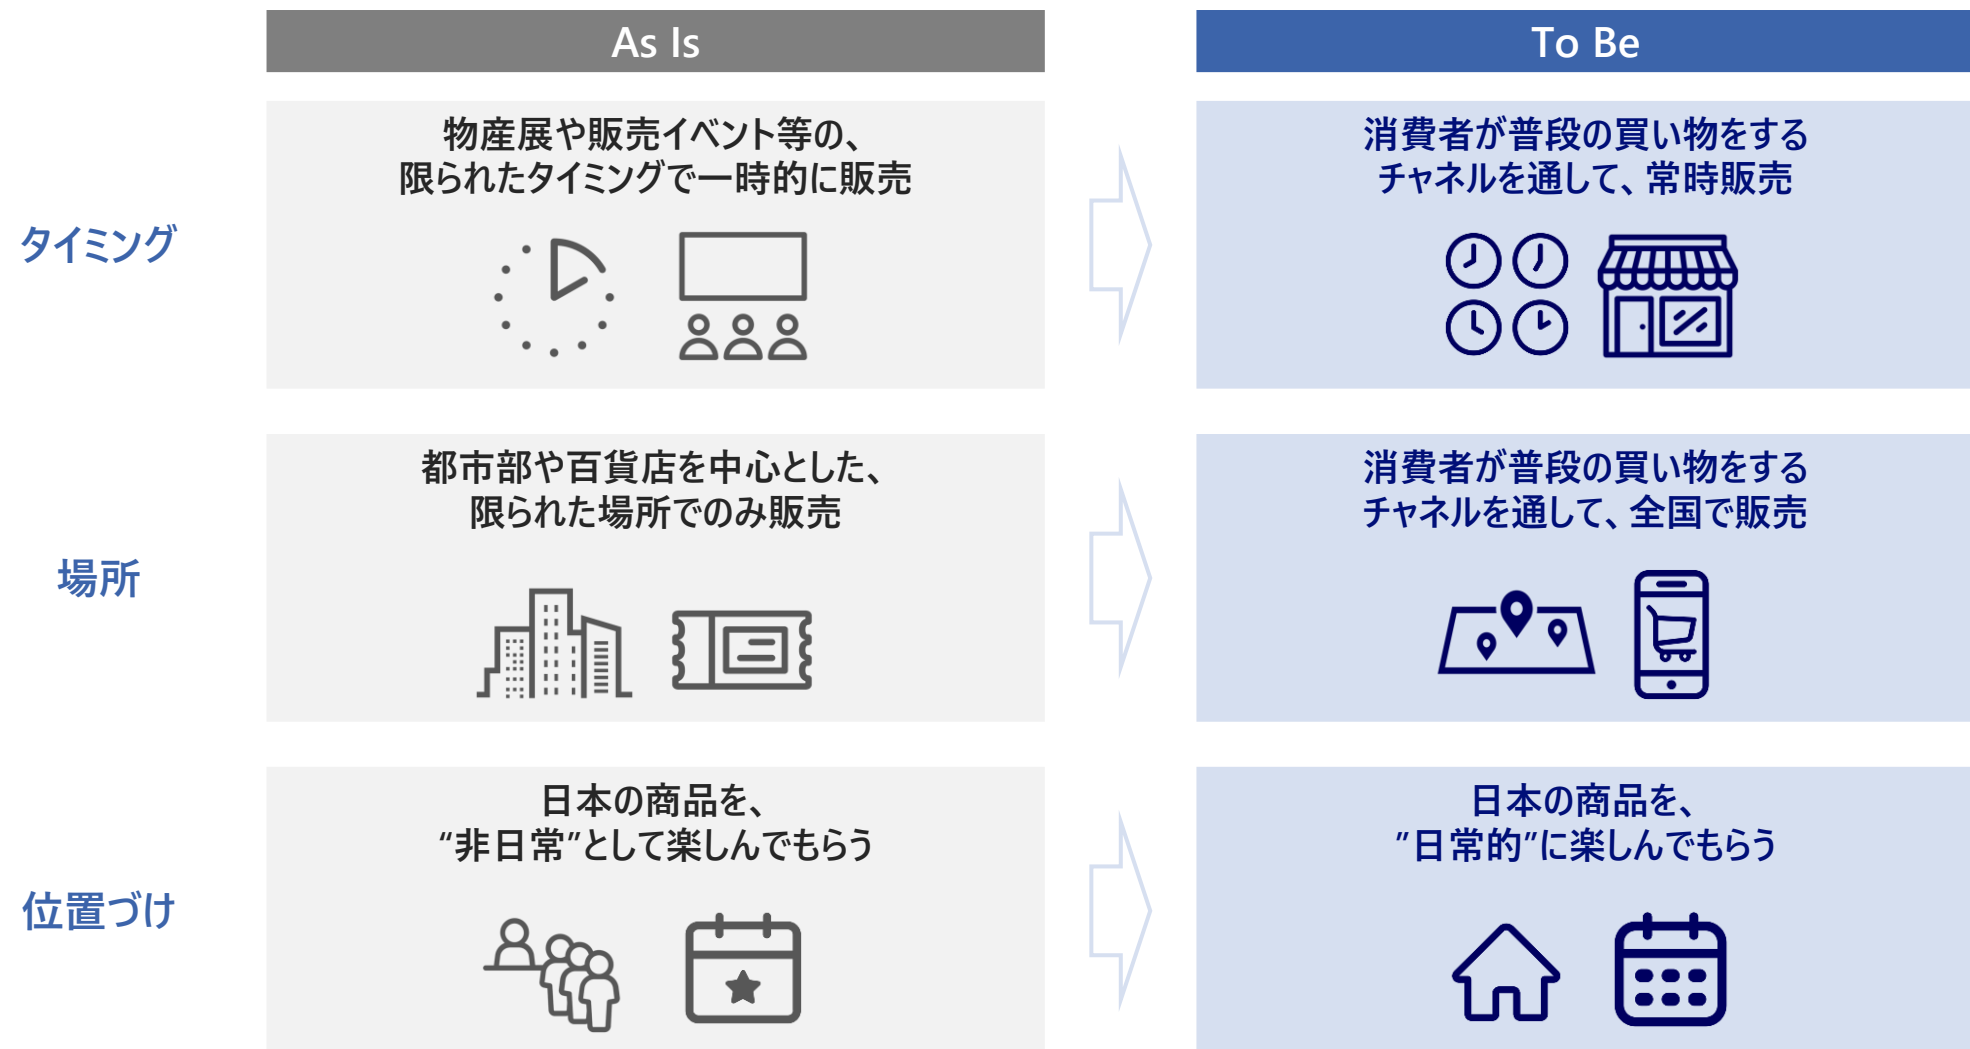 As Is
To Be
タイミング
物産展や販売イベント等の、
限られたタイミングで一時的に販売
消費者が普段の買い物をする
チャネルを通して、常時販売
場所
都市部や百貨店を中心とした、
限られた場所でのみ販売
消費者が普段の買い物をする
チャネルを通して、全国で販売
位置づけ
日本の商品を、
“非日常”として楽しんでもらう
日本の商品を、
”日常的”に楽しんでもらう